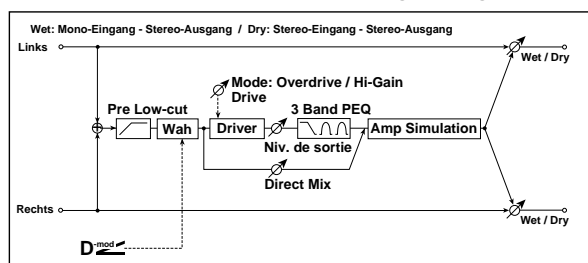 Wet: Mono-Eingang - Stereo-Ausgang / Dry: Stereo-Eingang - Stereo-Ausgang
Links
Wet / Dry
Mode: Overdrive / Hi-Gain
Drive
Pre Low-cut
3 Band PEQ
Wah
Driver
Amp Simulation
Niv. de sortie
Direct Mix
Rechts
Wet / Dry
D-mod